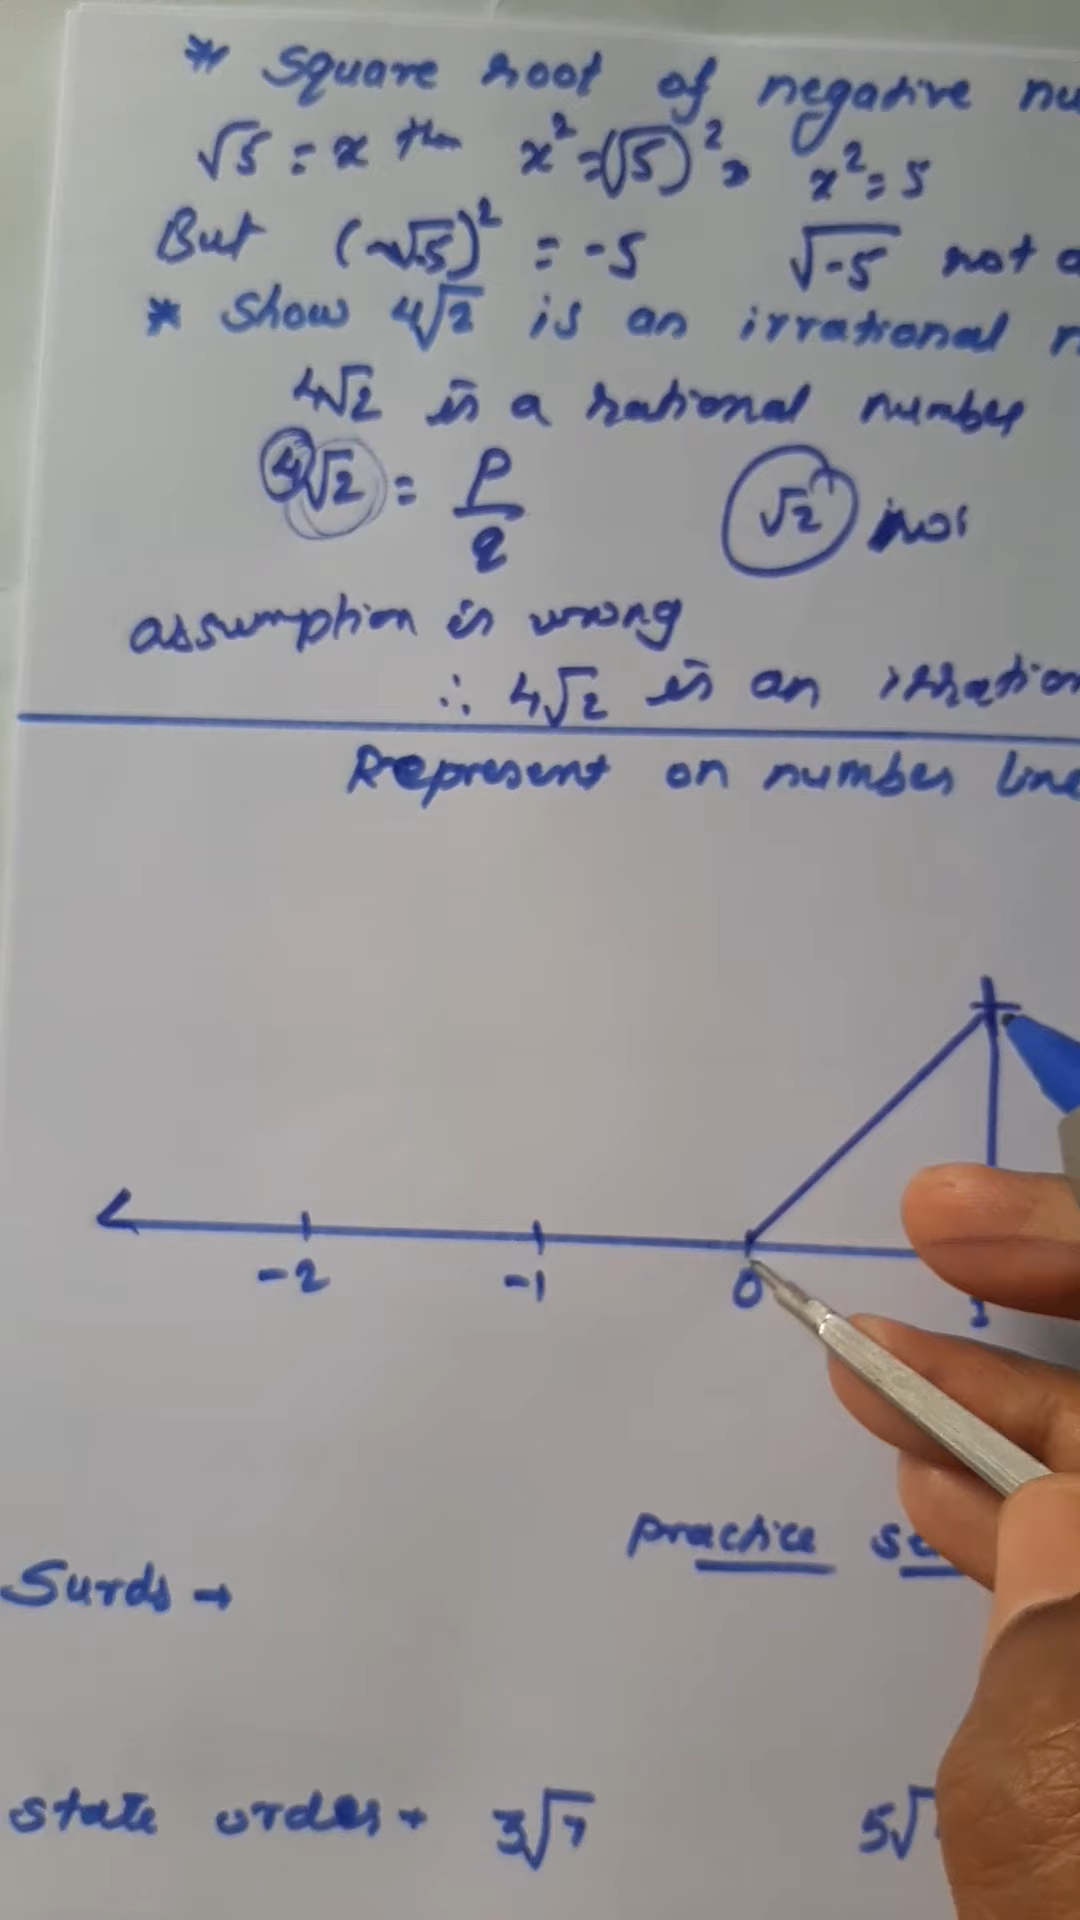 * Square root of negative
√5 = x then x² = (√5)² x² = 5
But (√-5)² = -5 √-5 not
* Show 4√2 is an irrational
4√2 is a rational number
4√2 = p/q √2 not
assumption is wrong
∴ 4√2 is an irration
Represent on number line
-2 -1 0 1
Practice
Surds →
state order → 3√7 5√